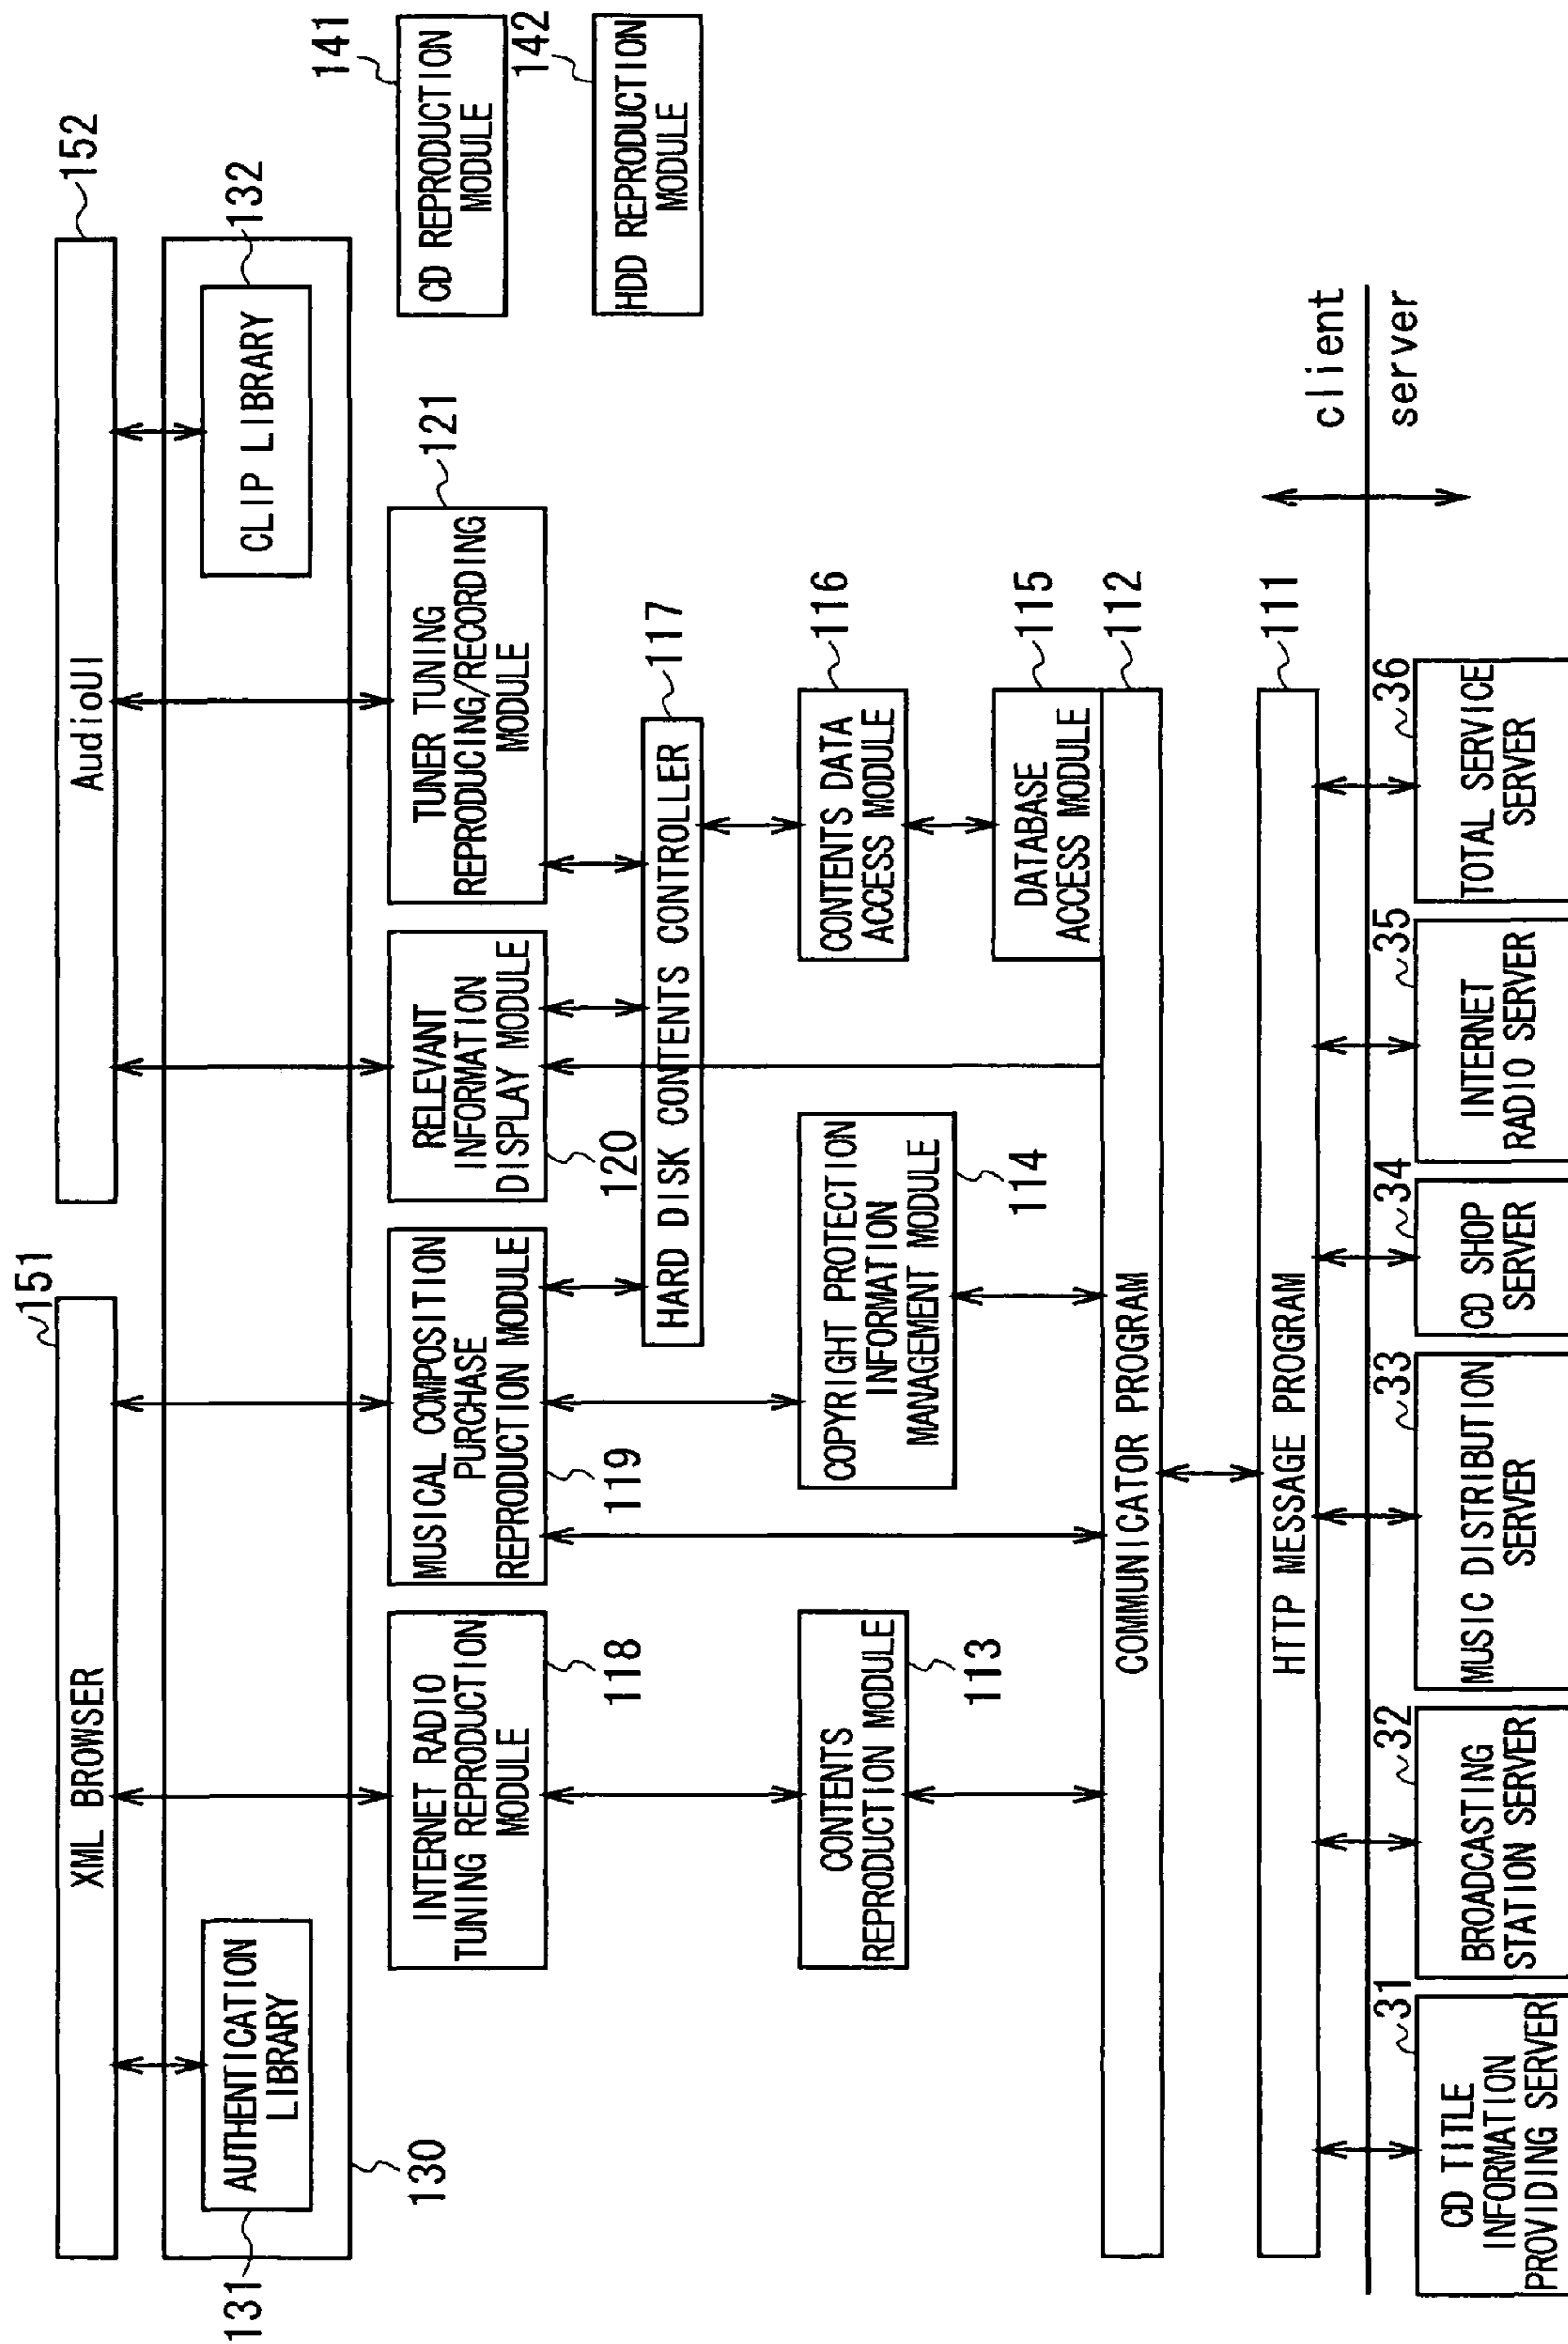 151
XML BROWSER
152
AudioUI
131
AUTHENTICATION
LIBRARY
130
132
CLIP LIBRARY
INTERNET RADIO
TUNING REPRODUCTION
MODULE
118
MUSICAL COMPOSITION
PURCHASE
REPRODUCTION MODULE
119
RELEVANT
INFORMATION
DISPLAY MODULE
120
TUNER TUNING
REPRODUCING/RECORDING
MODULE
121
141
CD REPRODUCTION
MODULE
142
HDD REPRODUCTION
MODULE
HARD DISK CONTENTS CONTROLLER
117
CONTENTS
REPRODUCTION MODULE
113
COPYRIGHT PROTECTION
INFORMATION
MANAGEMENT MODULE
114
CONTENTS DATA
ACCESS MODULE
116
DATABASE
ACCESS MODULE
115
COMMUNICATOR PROGRAM
112
HTTP MESSAGE PROGRAM
111
client
server
31
CD TITLE
INFORMATION
PROVIDING SERVER
32
BROADCASTING
STATION SERVER
33
MUSIC DISTRIBUTION
SERVER
34
CD SHOP
SERVER
35
INTERNET
RADIO SERVER
36
TOTAL SERVICE
SERVER